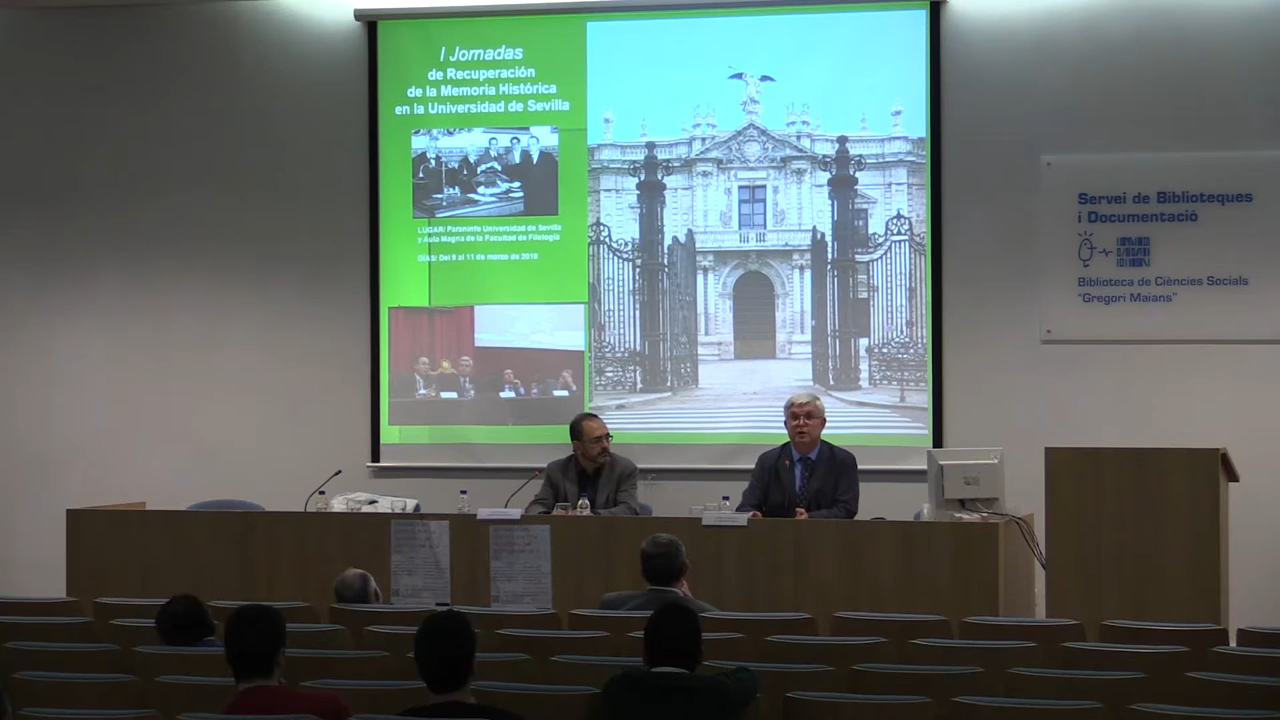 I Jornadas
de Recuperación
de la Memoria Histórica
en la Universidad de Sevilla
LUGAR: Paraninfo Universidad de Sevilla
y Aula Magna de la Facultad de Filología
DÍAS: Del 9 al 11 de marzo de 2010
Servei de Biblioteques
i Documentació
Biblioteca de Ciències Socials
"Gregori Maians"